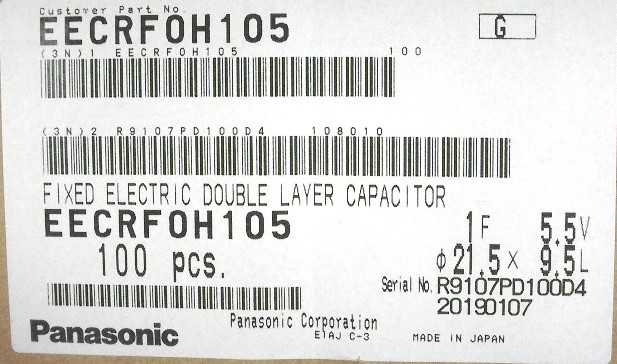 Customer Part No.
EECRF0H105
G
(3N)1 EECRF0H105 100
(3N)2 R9107PD100D4 108010
FIXED ELECTRIC DOUBLE LAYER CAPACITOR
EECRF0H105 1F 5.5V
100 pcs. φ21.5 x 9.5L
Serial No. R9107PD100D4
20190107
Panasonic
Panasonic Corporation
EIAJ C-3 MADE IN JAPAN